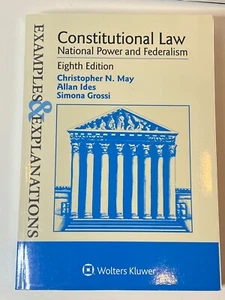 EXAMPLES & EXPLANATIONS
Constitutional Law
National Power and Federalism
Eighth Edition
Christopher N. May
Allan Ides
Simona Grossi
Wolters Kluwer